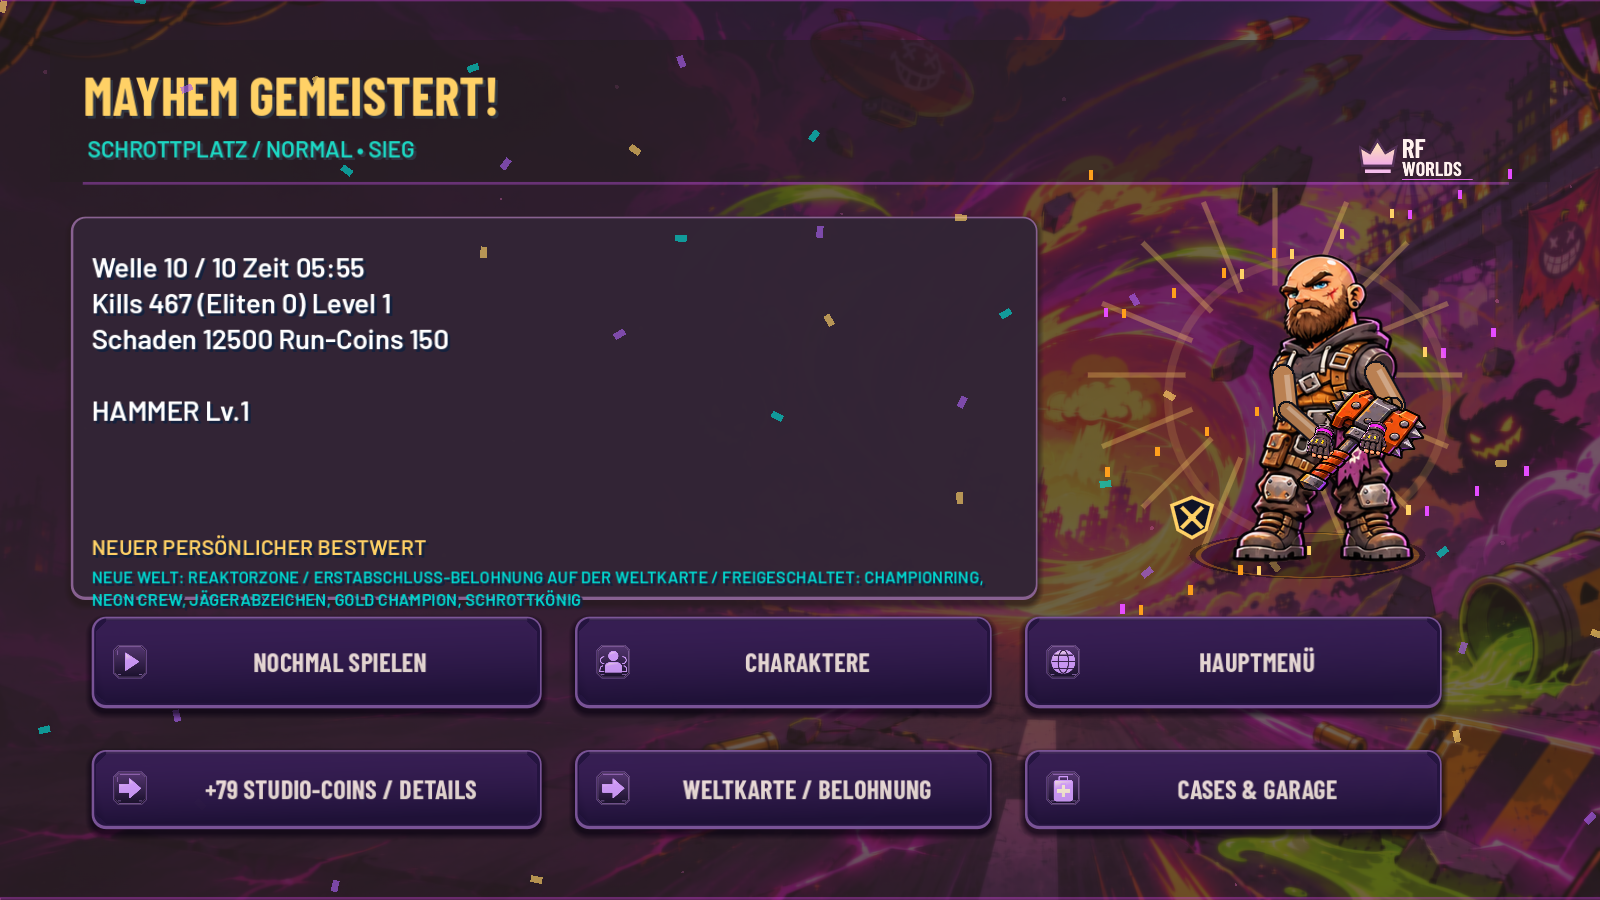 MAYHEM GEMEISTERT!
SCHROTTPLATZ / NORMAL • SIEG
RF
WORLDS
Welle 10 / 10 Zeit 05:55
Kills 467 (Eliten 0) Level 1
Schaden 12500 Run-Coins 150
HAMMER Lv.1
NEUER PERSÖNLICHER BESTWERT
NEUE WELT: REAKTORZONE / ERSTABSCHLUSS-BELOHNUNG AUF DER WELTKARTE / FREIGESCHALTET: CHAMPIONRING,
NEON CREW, JÄGERABZEICHEN, GOLD CHAMPION, SCHROTTKÖNIG
NOCHMAL SPIELEN
CHARAKTERE
HAUPTMENÜ
+79 STUDIO-COINS / DETAILS
WELTKARTE / BELOHNUNG
CASES & GARAGE